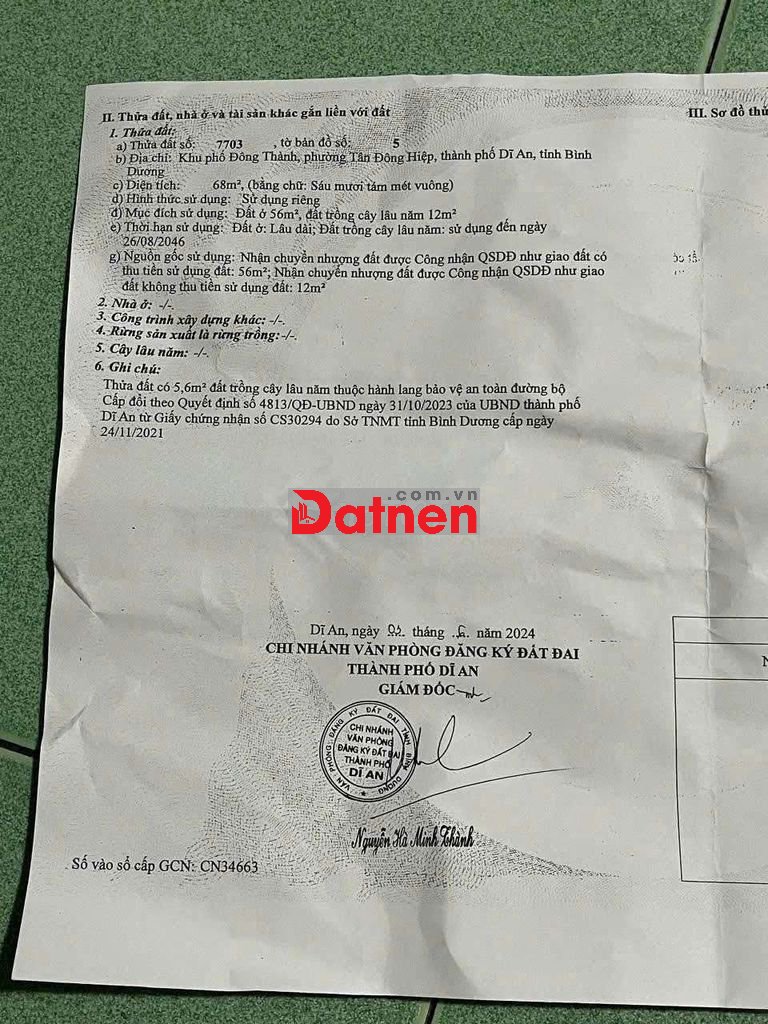 II. Thửa đất, nhà ở và tài sản khác gắn liền với đất
III. Sơ đồ thử
1. Thửa đất:
a) Thửa đất số: 7703 , tờ bản đồ số: 5
b) Địa chỉ: Khu phố Đông Thành, phường Tân Đông Hiệp, thành phố Dĩ An, tỉnh Bình
Dương
c) Diện tích: 68m², (bằng chữ: Sáu mươi tám mét vuông)
d) Hình thức sử dụng: Sử dụng riêng
đ) Mục đích sử dụng: Đất ở 56m², đất trồng cây lâu năm 12m²
e) Thời hạn sử dụng: Đất ở: Lâu dài; Đất trồng cây lâu năm: sử dụng đến ngày
26/08/2046
g) Nguồn gốc sử dụng: Nhận chuyển nhượng đất được Công nhận QSDĐ như giao đất có
thu tiền sử dụng đất: 56m²; Nhận chuyển nhượng đất được Công nhận QSDĐ như giao
đất không thu tiền sử dụng đất: 12m²
2. Nhà ở: -/-.
3. Công trình xây dựng khác: -/-.
4. Rừng sản xuất là rừng trồng:-/-.
5. Cây lâu năm: -/-.
6. Ghi chú:
Thửa đất có 5,6m² đất trồng cây lâu năm thuộc hành lang bảo vệ an toàn đường bộ
Cấp đổi theo Quyết định số 4813/QĐ-UBND ngày 31/10/2023 của UBND thành phố
Dĩ An từ Giấy chứng nhận số CS30294 do Sở TNMT tỉnh Bình Dương cấp ngày
24/11/2021
.com.vn
Datnen
Dĩ An, ngày tháng 6 năm 2024
CHI NHÁNH VĂN PHÒNG ĐĂNG KÝ ĐẤT ĐAI
THÀNH PHỐ DĨ AN
GIÁM ĐỐC
VĂN PHÒNG ĐĂNG KÝ ĐẤT ĐAI TỈNH BÌNH DƯƠNG
CHI NHÁNH
VĂN PHÒNG
ĐĂNG KÝ ĐẤT ĐAI
THÀNH PHỐ
DĨ AN
Nguyễn Hà Minh Thành
Số vào sổ cấp GCN: CN34663
N